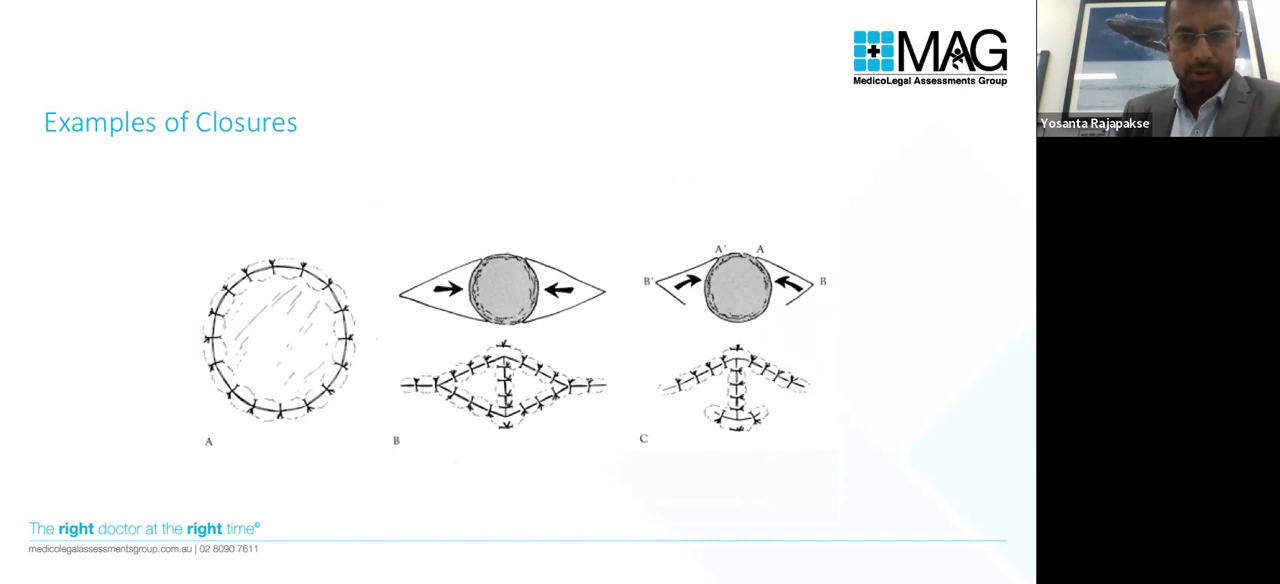 MAG
MedicoLegal Assessments Group
Yosanta Rajapakse
Examples of Closures
A' A
B' B
A B C
The right doctor at the right time©
medicolegalassessmentsgroup.com.au | 02 8090 7611